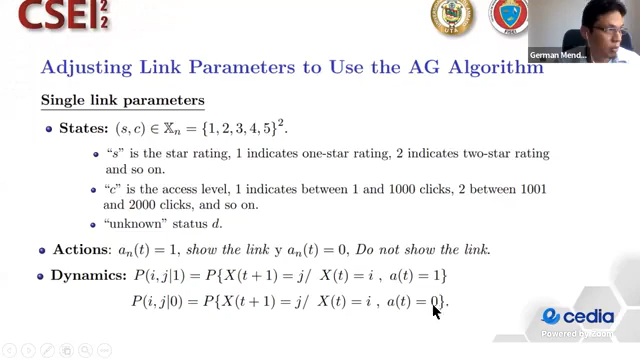 CSEI 22
UTA
FISEI
German Mend...
Adjusting Link Parameters to Use the AG Algorithm
Single link parameters
States: (s, c) ∈ 𝕏ₙ = {1, 2, 3, 4, 5}².
"s" is the star rating, 1 indicates one-star rating, 2 indicates two-star rating
and so on.
"c" is the access level, 1 indicates between 1 and 1000 clicks, 2 between 1001
and 2000 clicks, and so on.
"unknown" status d.
Actions: aₙ(t) = 1, show the link y aₙ(t) = 0, Do not show the link.
Dynamics: P(i, j|1) = P{X(t + 1) = j/ X(t) = i , a(t) = 1}
P(i, j|0) = P{X(t + 1) = j/ X(t) = i , a(t) = 0}.
cedia
Powered by Zoom